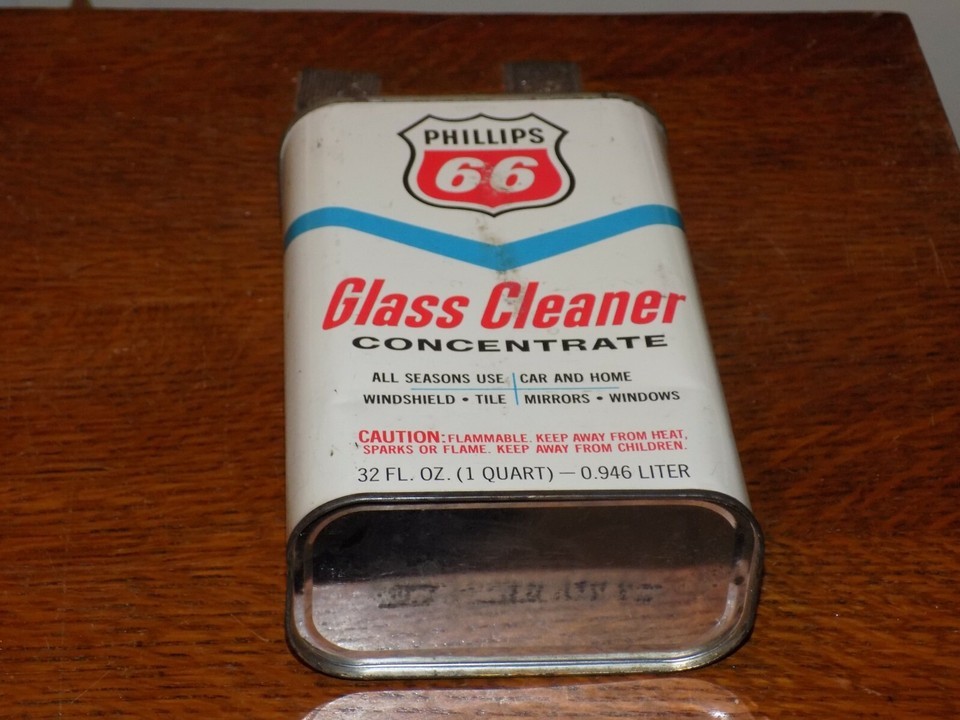 PHILLIPS
66
Glass Cleaner
CONCENTRATE
ALL SEASONS USE CAR AND HOME
WINDSHIELD • TILE MIRRORS • WINDOWS
CAUTION: FLAMMABLE. KEEP AWAY FROM HEAT,
SPARKS OR FLAME. KEEP AWAY FROM CHILDREN.
32 FL. OZ. (1 QUART) — 0.946 LITER